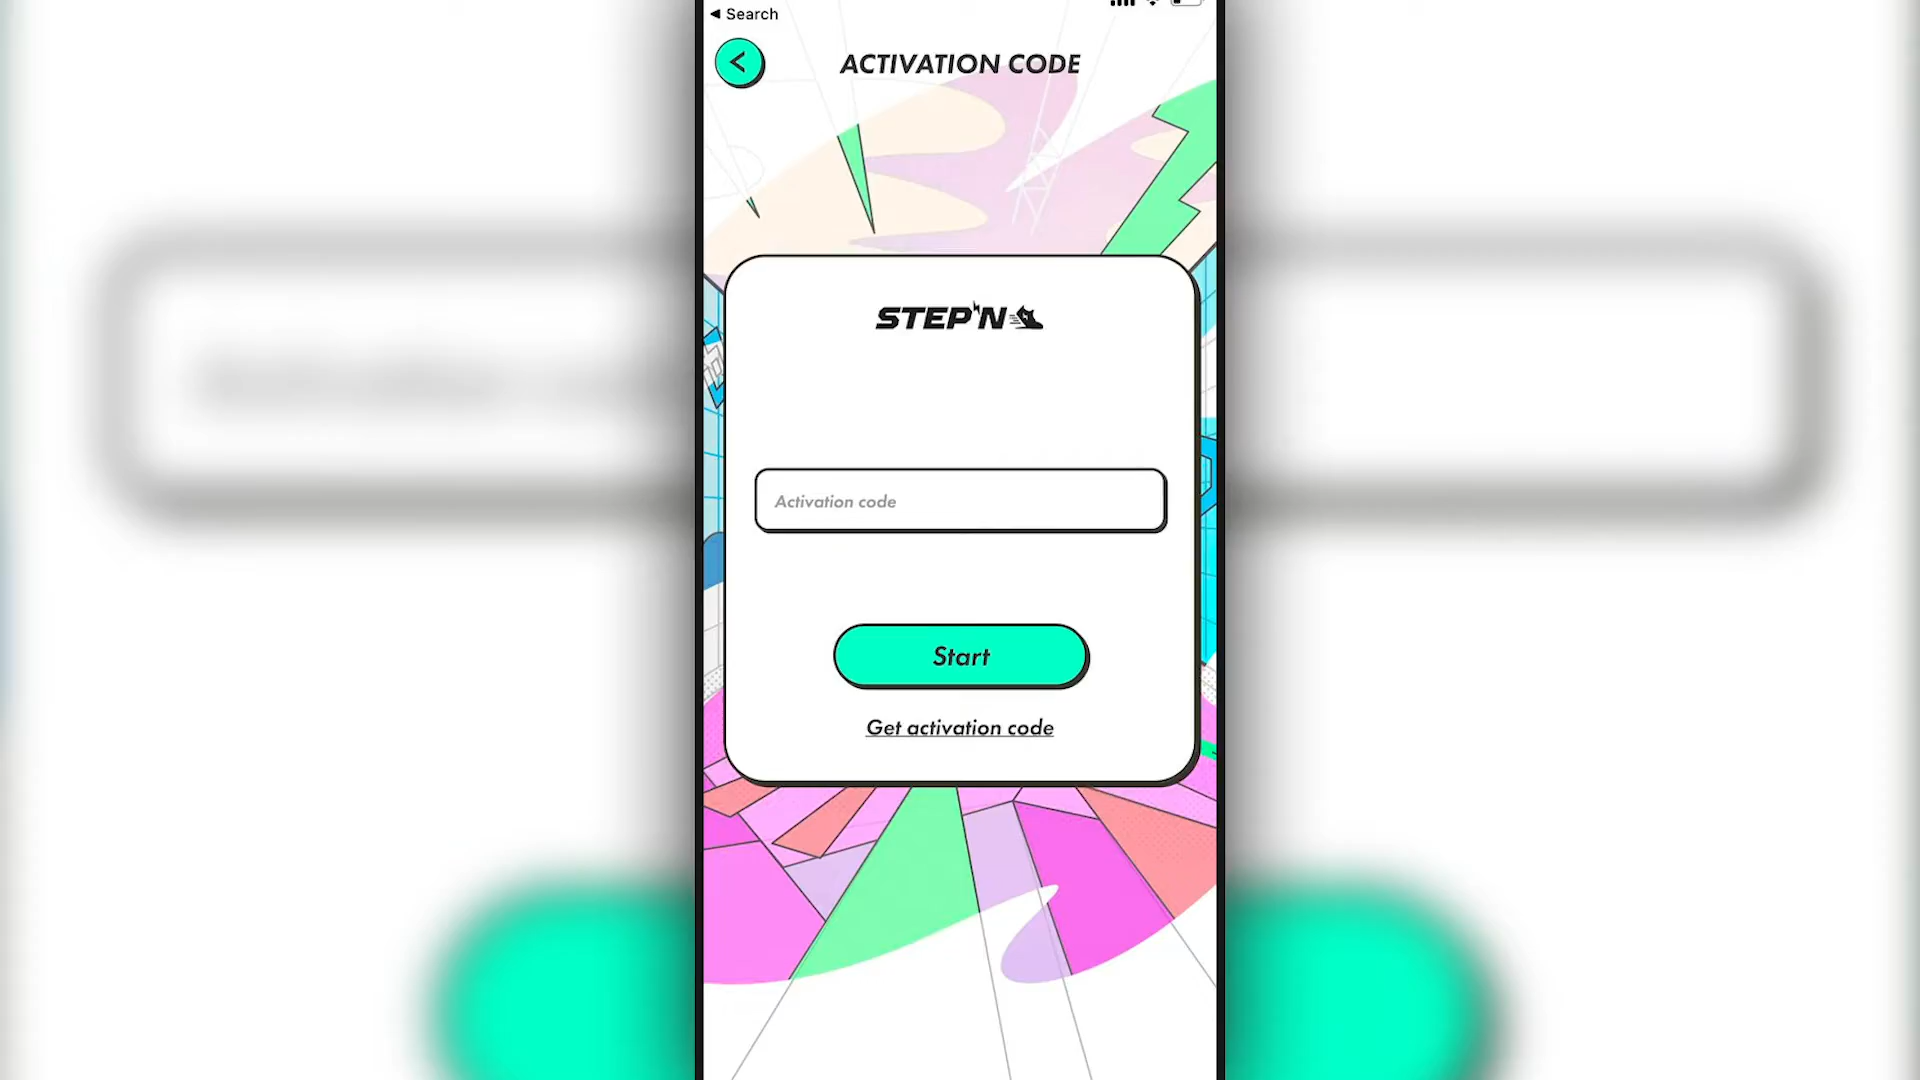 Search
ACTIVATION CODE
STEP'N
Activation code
Start
Get activation code